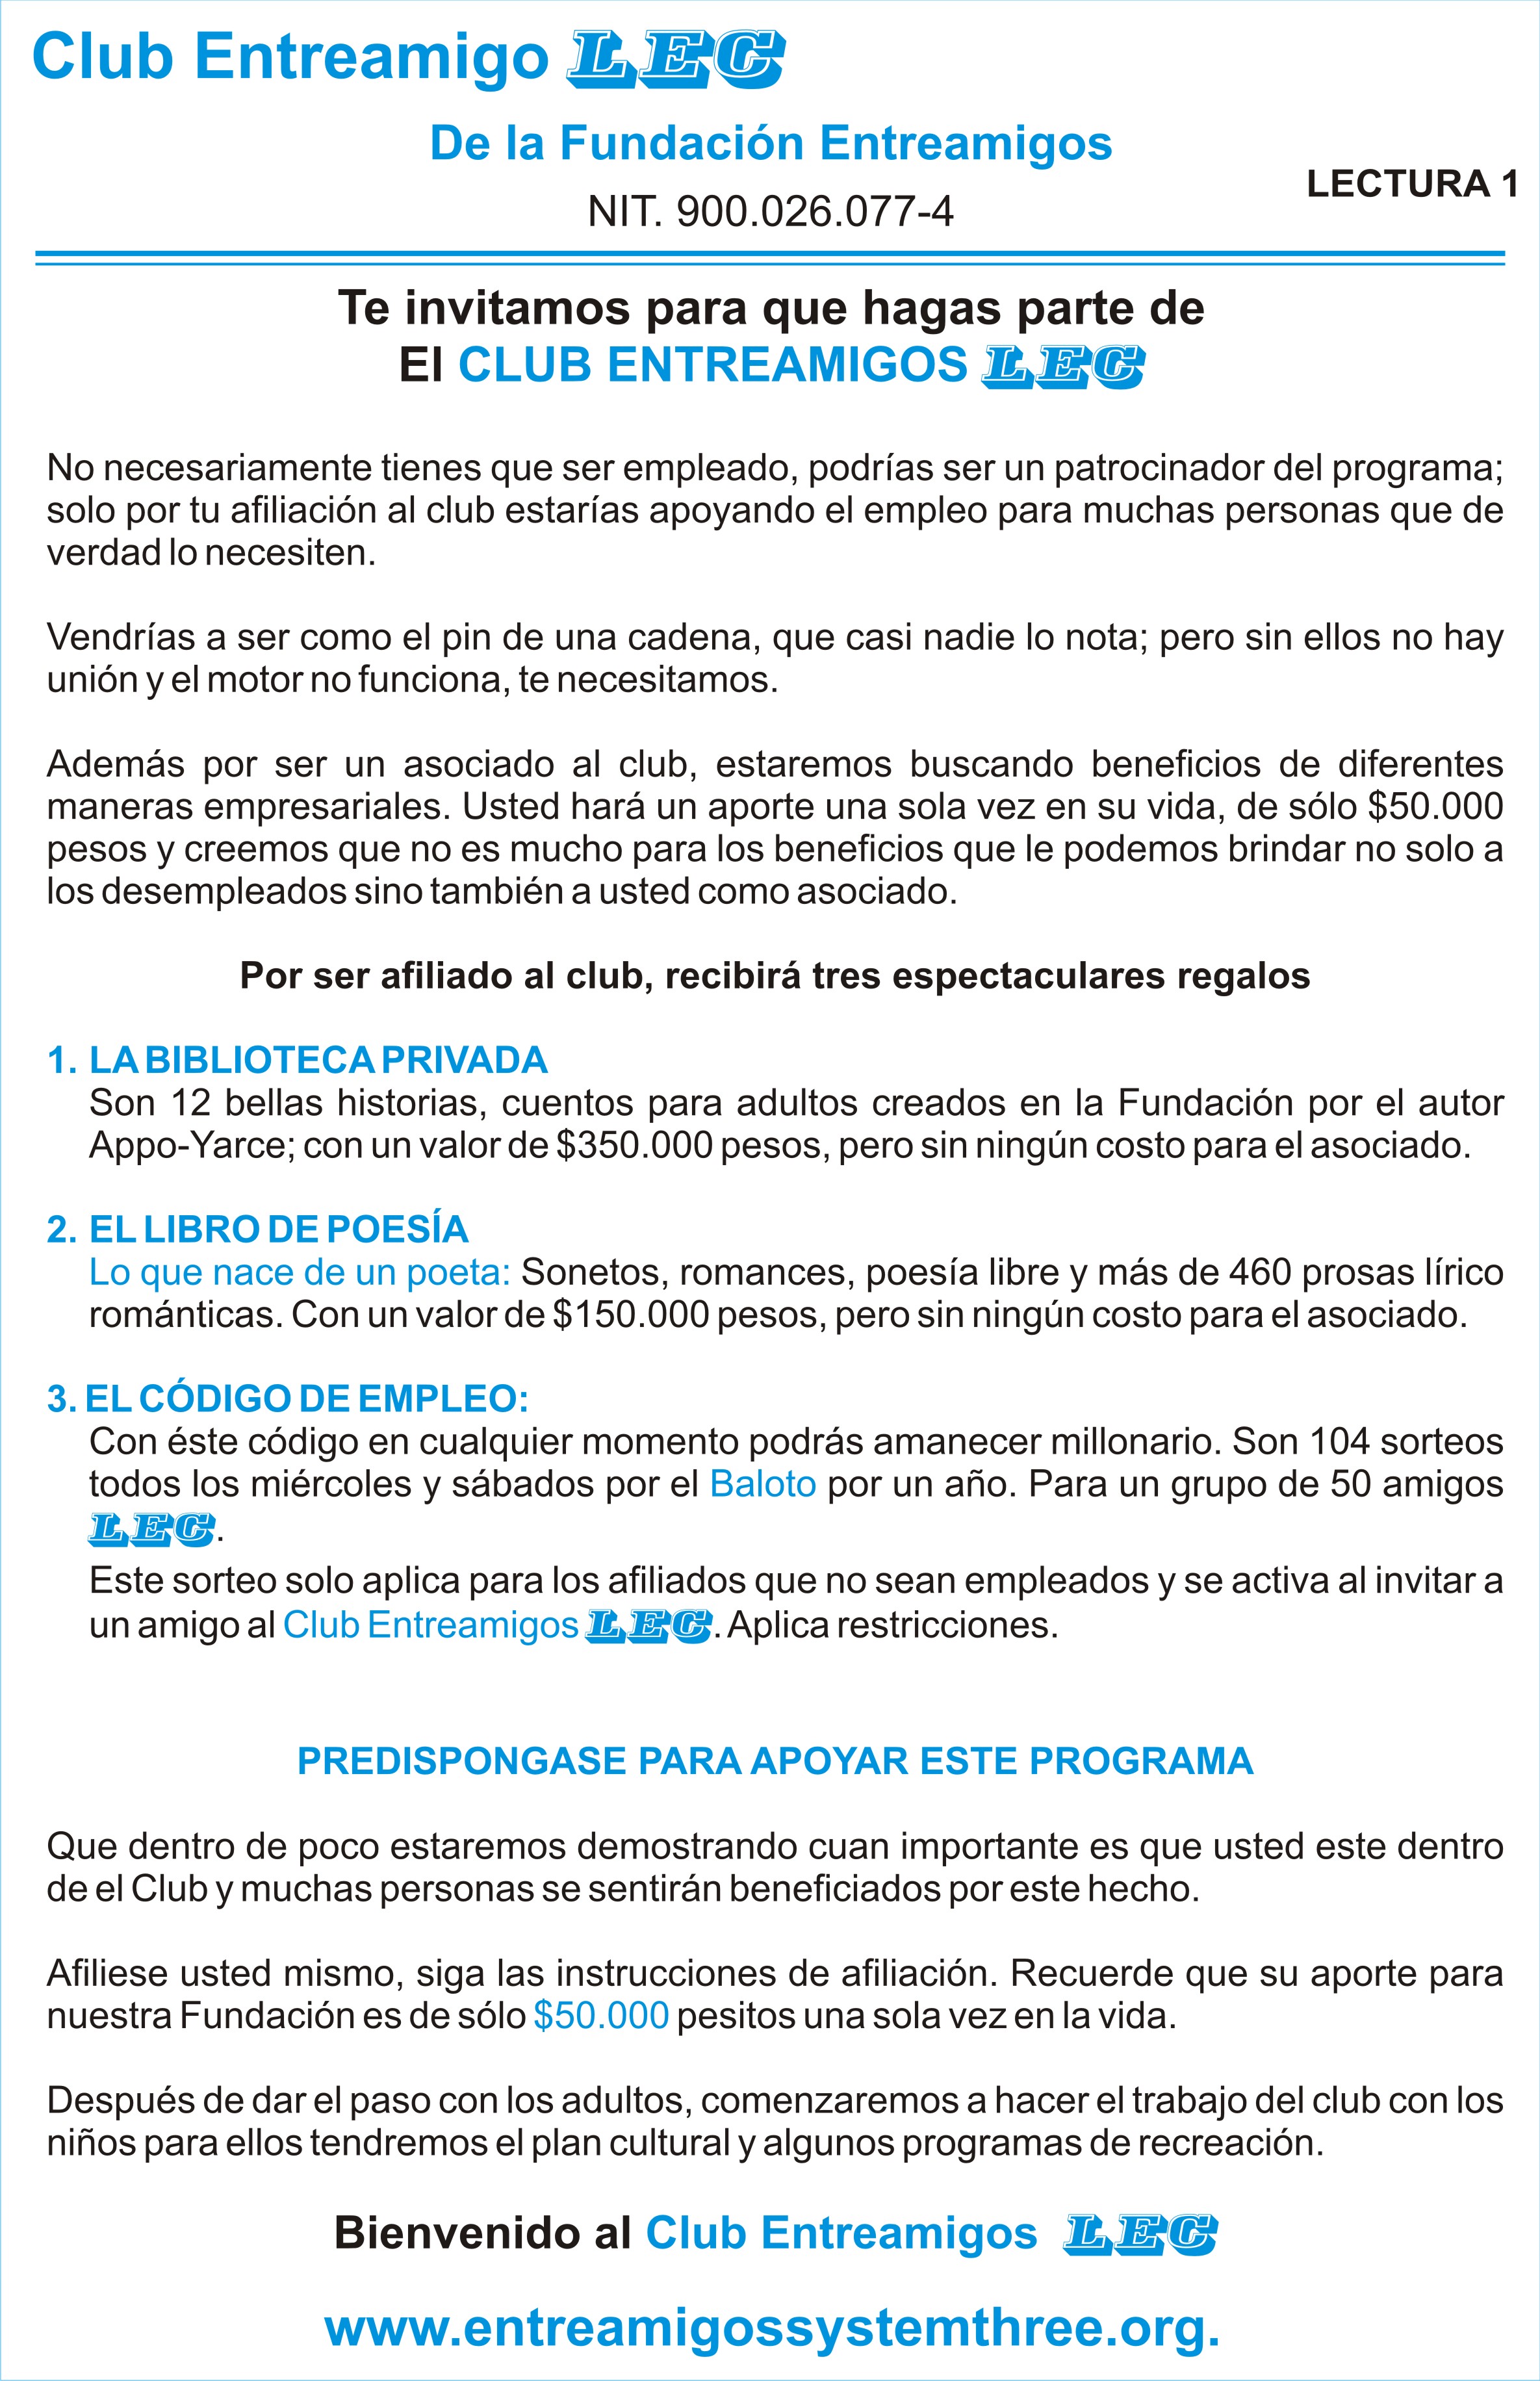 Club Entreamigo LEC
De la Fundación Entreamigos
LECTURA 1
NIT. 900.026.077-4
Te invitamos para que hagas parte de
El CLUB ENTREAMIGOS LEC
No necesariamente tienes que ser empleado, podrías ser un patrocinador del programa;
solo por tu afiliación al club estarías apoyando el empleo para muchas personas que de
verdad lo necesiten.
Vendrías a ser como el pin de una cadena, que casi nadie lo nota; pero sin ellos no hay
unión y el motor no funciona, te necesitamos.
Además por ser un asociado al club, estaremos buscando beneficios de diferentes
maneras empresariales. Usted hará un aporte una sola vez en su vida, de sólo $50.000
pesos y creemos que no es mucho para los beneficios que le podemos brindar no solo a
los desempleados sino también a usted como asociado.
Por ser afiliado al club, recibirá tres espectaculares regalos
1. LA BIBLIOTECA PRIVADA
Son 12 bellas historias, cuentos para adultos creados en la Fundación por el autor
Appo-Yarce; con un valor de $350.000 pesos, pero sin ningún costo para el asociado.
2. EL LIBRO DE POESÍA
Lo que nace de un poeta: Sonetos, romances, poesía libre y más de 460 prosas lírico
románticas. Con un valor de $150.000 pesos, pero sin ningún costo para el asociado.
3. EL CÓDIGO DE EMPLEO:
Con éste código en cualquier momento podrás amanecer millonario. Son 104 sorteos
todos los miércoles y sábados por el Baloto por un año. Para un grupo de 50 amigos
LEC.
Este sorteo solo aplica para los afiliados que no sean empleados y se activa al invitar a
un amigo al Club Entreamigos LEC. Aplica restricciones.
PREDISPONGASE PARA APOYAR ESTE PROGRAMA
Que dentro de poco estaremos demostrando cuan importante es que usted este dentro
de el Club y muchas personas se sentirán beneficiados por este hecho.
Afiliese usted mismo, siga las instrucciones de afiliación. Recuerde que su aporte para
nuestra Fundación es de sólo $50.000 pesitos una sola vez en la vida.
Después de dar el paso con los adultos, comenzaremos a hacer el trabajo del club con los
niños para ellos tendremos el plan cultural y algunos programas de recreación.
Bienvenido al Club Entreamigos LEC
www.entreamigossystemthree.org.